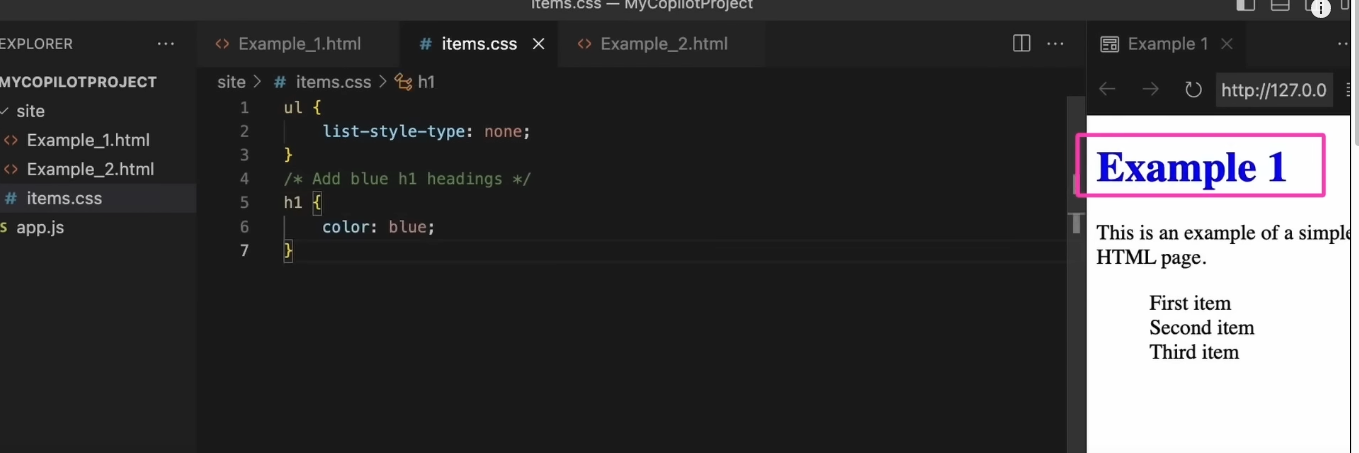 items.css — MyCopilotProject
EXPLORER
MYCOPILOTPROJECT
site
<> Example_1.html
<> Example_2.html
# items.css
app.js
<> Example_1.html
# items.css
<> Example_2.html
site > # items.css > h1
1 ul {
2     list-style-type: none;
3 }
4 /* Add blue h1 headings */
5 h1 {
6     color: blue;
7 }
Example 1
http://127.0.0
Example 1
This is an example of a simple
HTML page.
First item
Second item
Third item